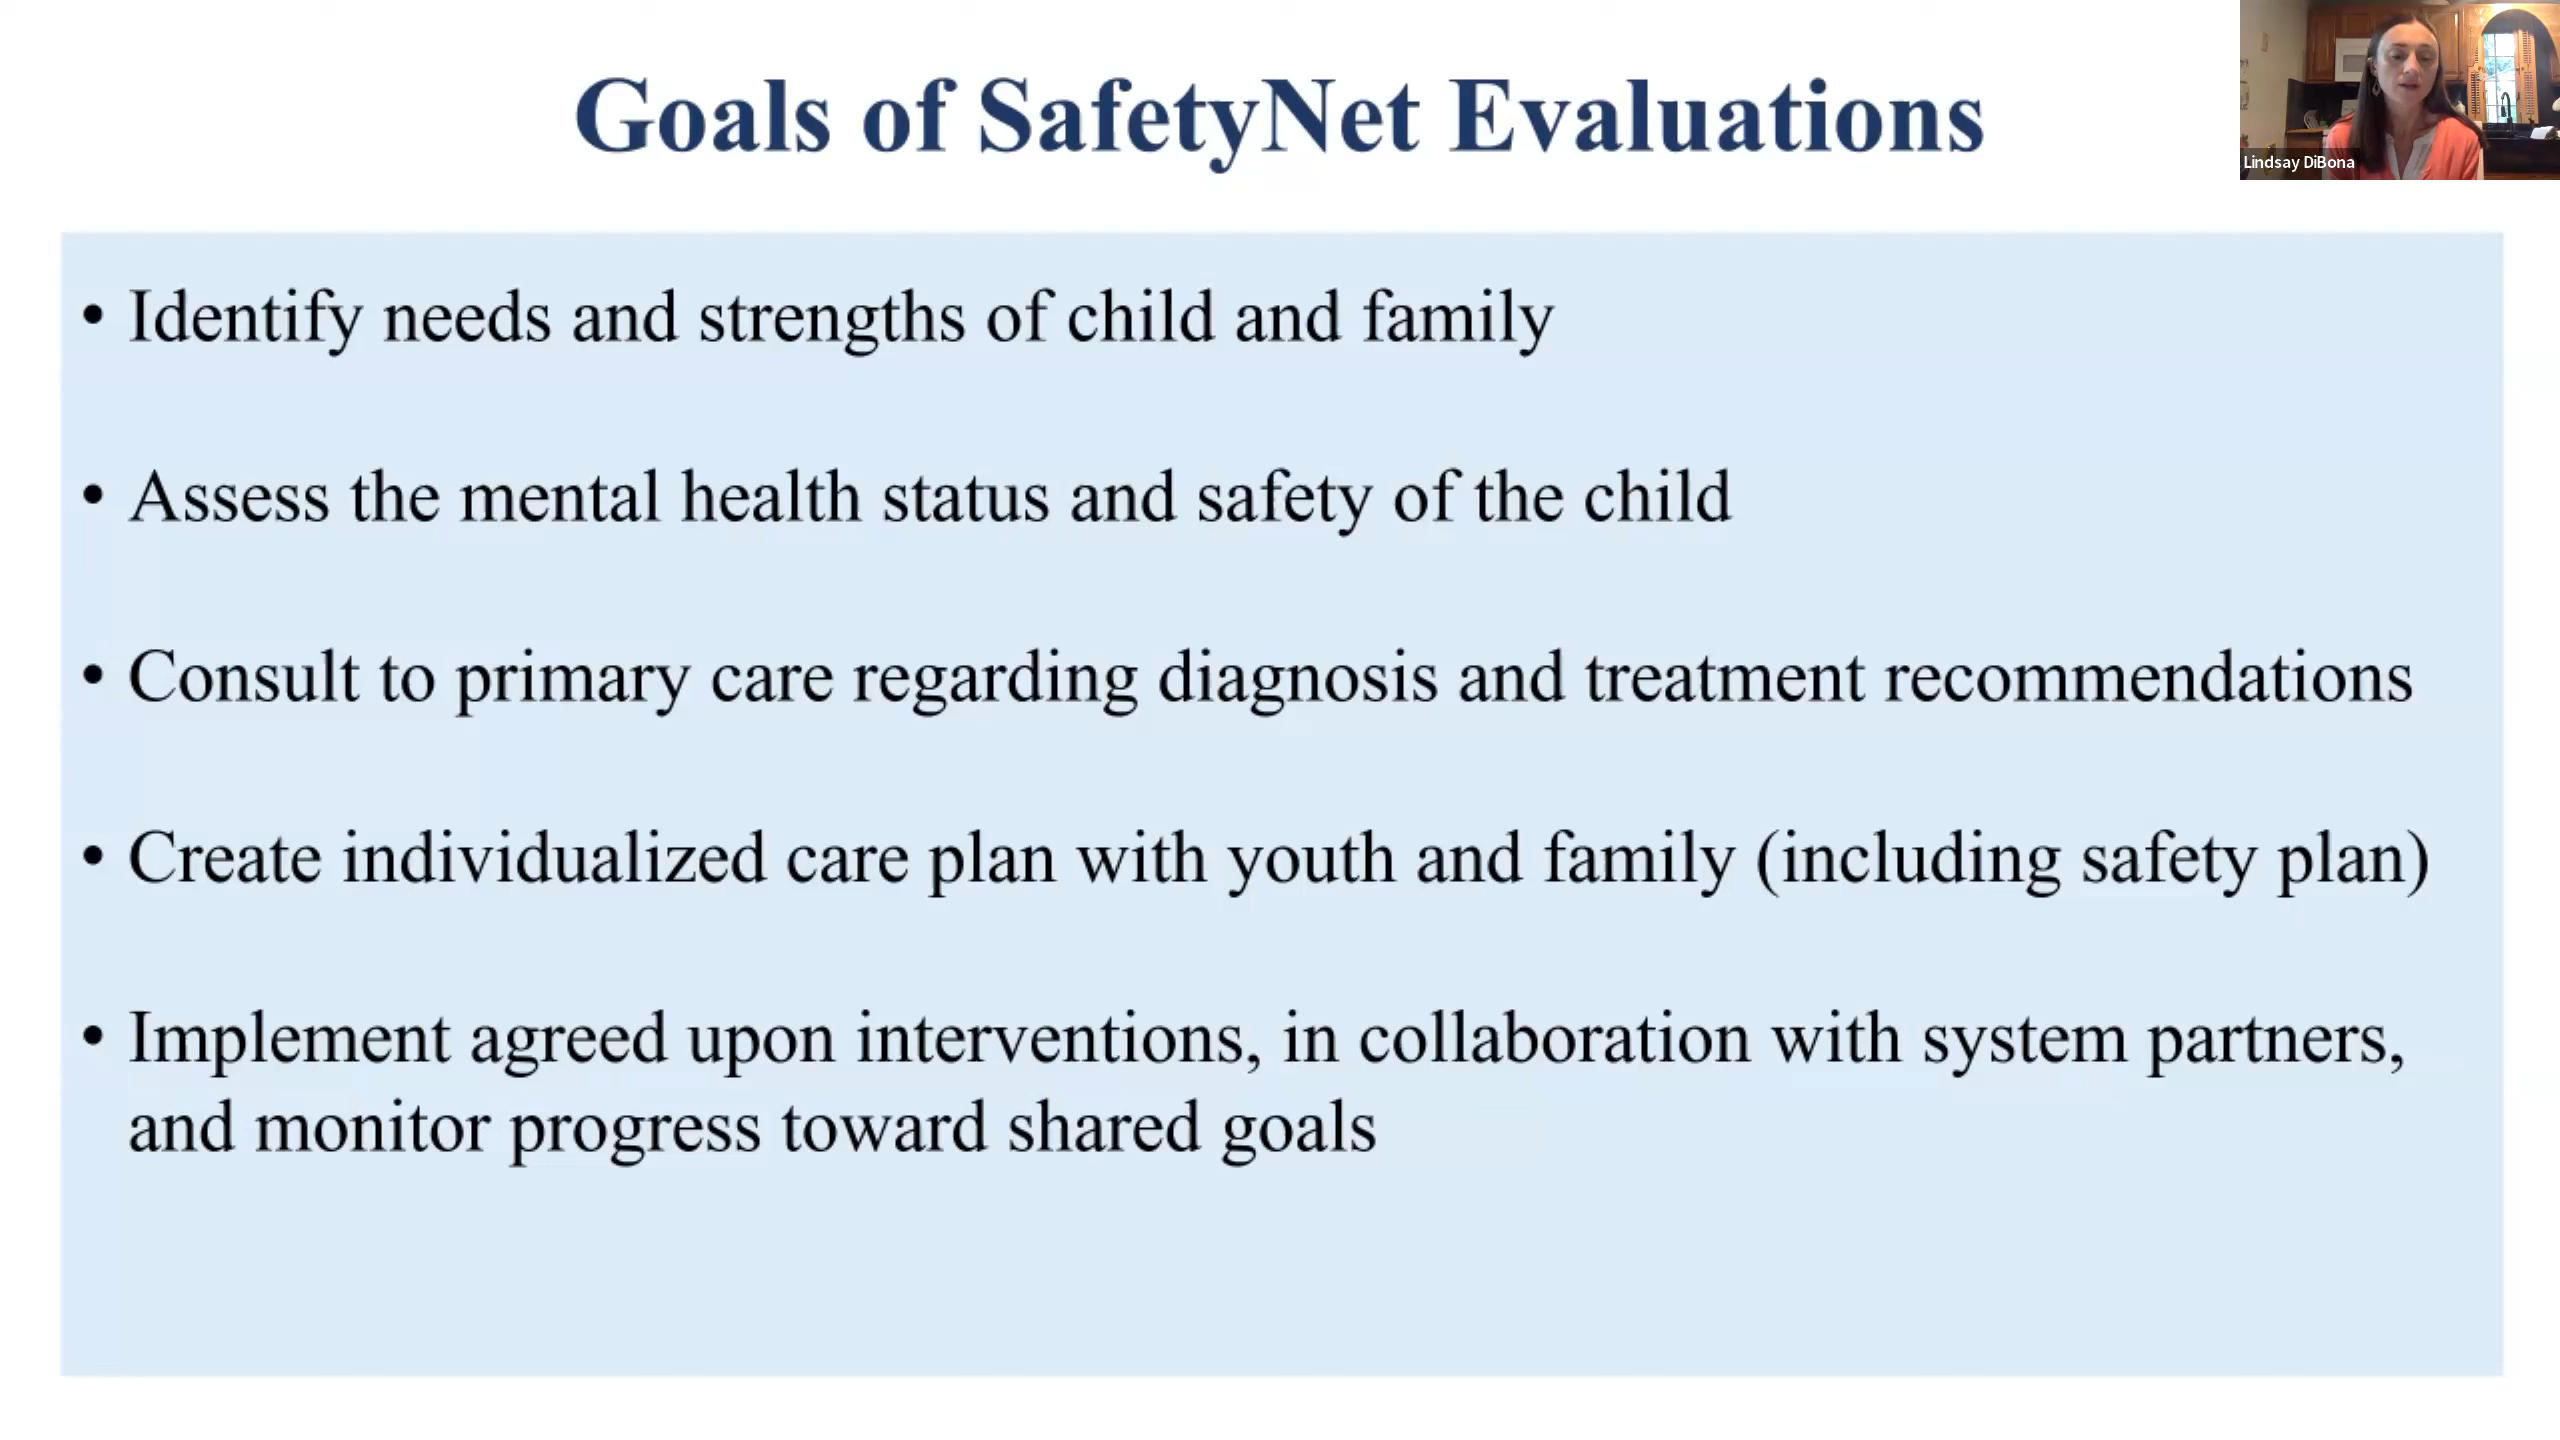 Goals of SafetyNet Evaluations
Lindsay DiBona
• Identify needs and strengths of child and family
• Assess the mental health status and safety of the child
• Consult to primary care regarding diagnosis and treatment recommendations
• Create individualized care plan with youth and family (including safety plan)
• Implement agreed upon interventions, in collaboration with system partners,
and monitor progress toward shared goals